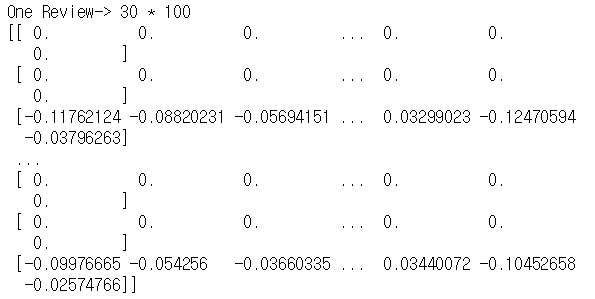 One Review-> 30 * 100
[[ 0. 0. 0. ... 0. 0.
0. ]
[ 0. 0. 0. ... 0. 0.
0. ]
[-0.11762124 -0.08820231 -0.05694151 ... 0.03299023 -0.12470594
-0.03796263]
...
[ 0. 0. 0. ... 0. 0.
0. ]
[ 0. 0. 0. ... 0. 0.
0. ]
[-0.09976665 -0.054256 -0.03660335 ... 0.03440072 -0.10452658
-0.02574766]]